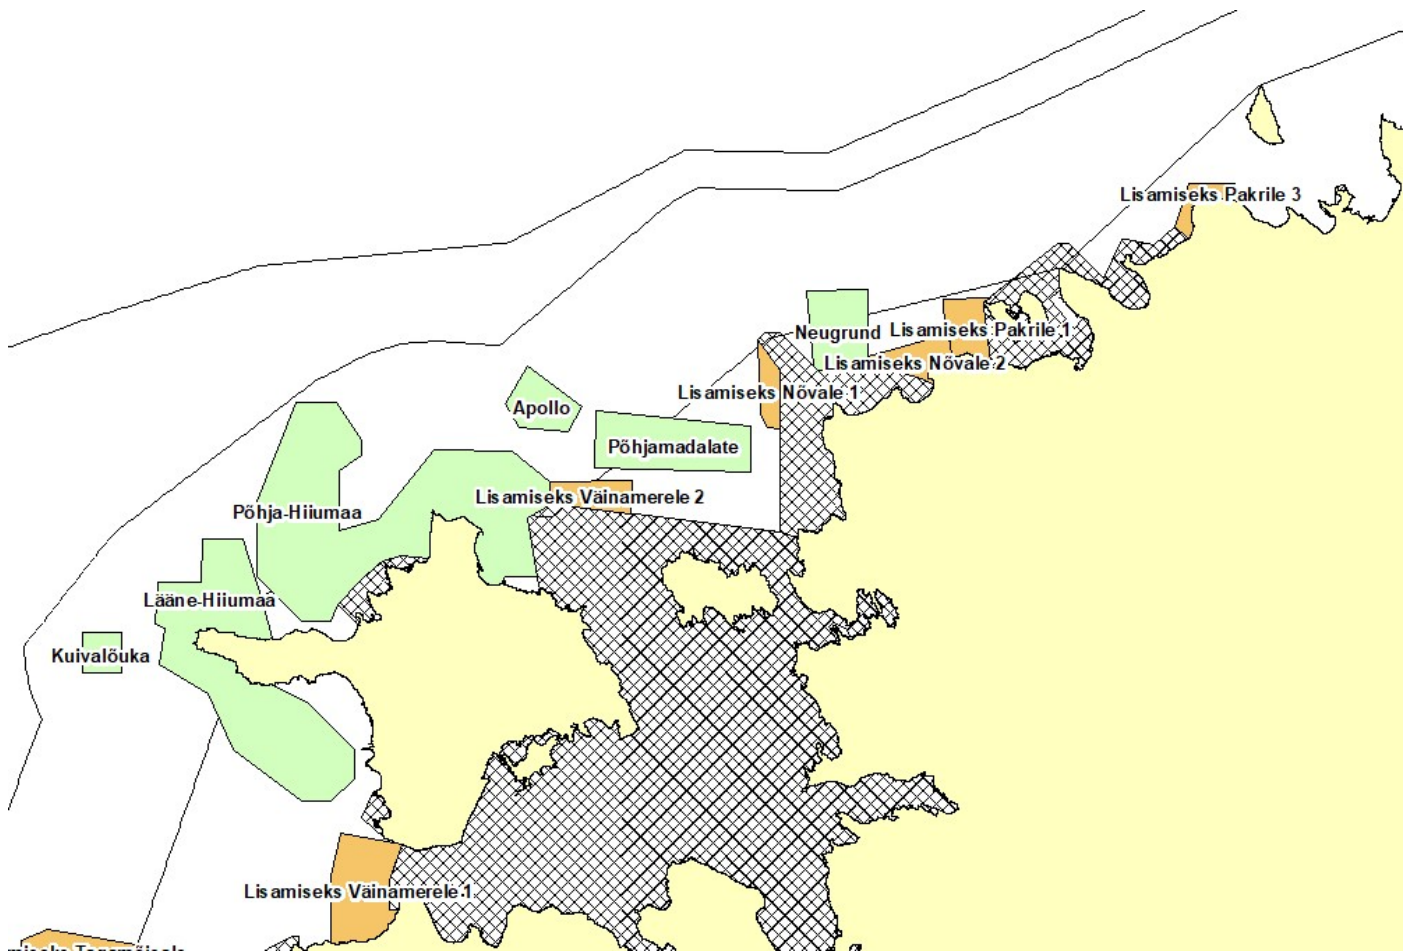 Lisamiseks Pakrile 3
Neugrund
Lisamiseks Pakrile 1
Lisamiseks Nõvale 2
Lisamiseks Nõvale 1
Apollo
Põhjamadalate
Lisamiseks Väinamerele 2
Põhja-Hiiumaa
Lääne-Hiiumaa
Kuivalõuka
Lisamiseks Väinamerele 1